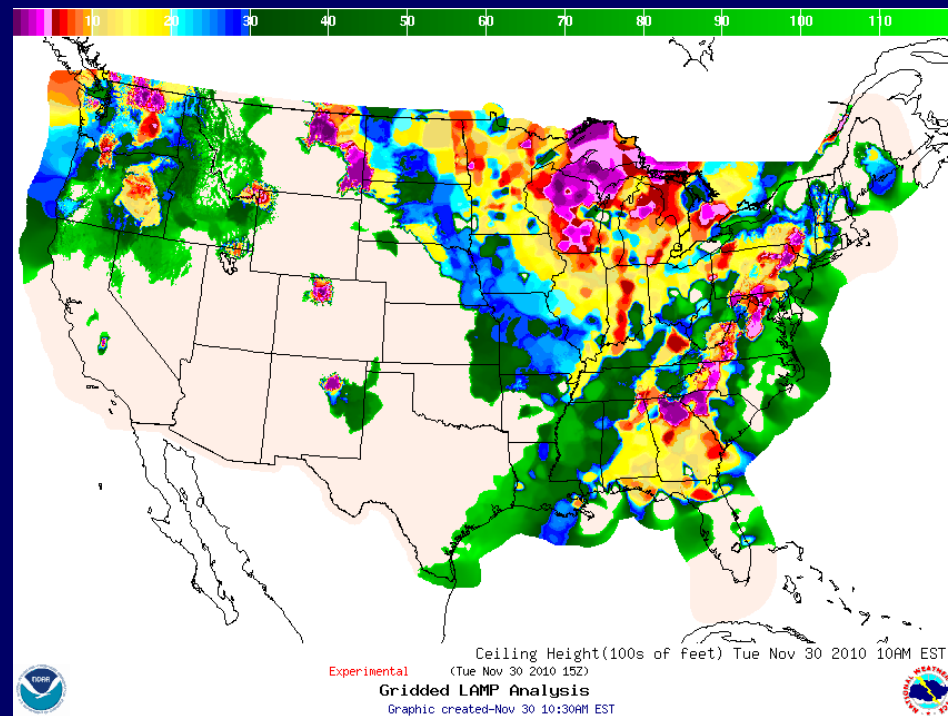 10 20 30 40 50 60 70 80 90 100 110
Ceiling Height(100s of feet) Tue Nov 30 2010 10AM EST
Experimental (Tue Nov 30 2010 15Z)
Gridded LAMP Analysis
Graphic created-Nov 30 10:30AM EST
NOAA